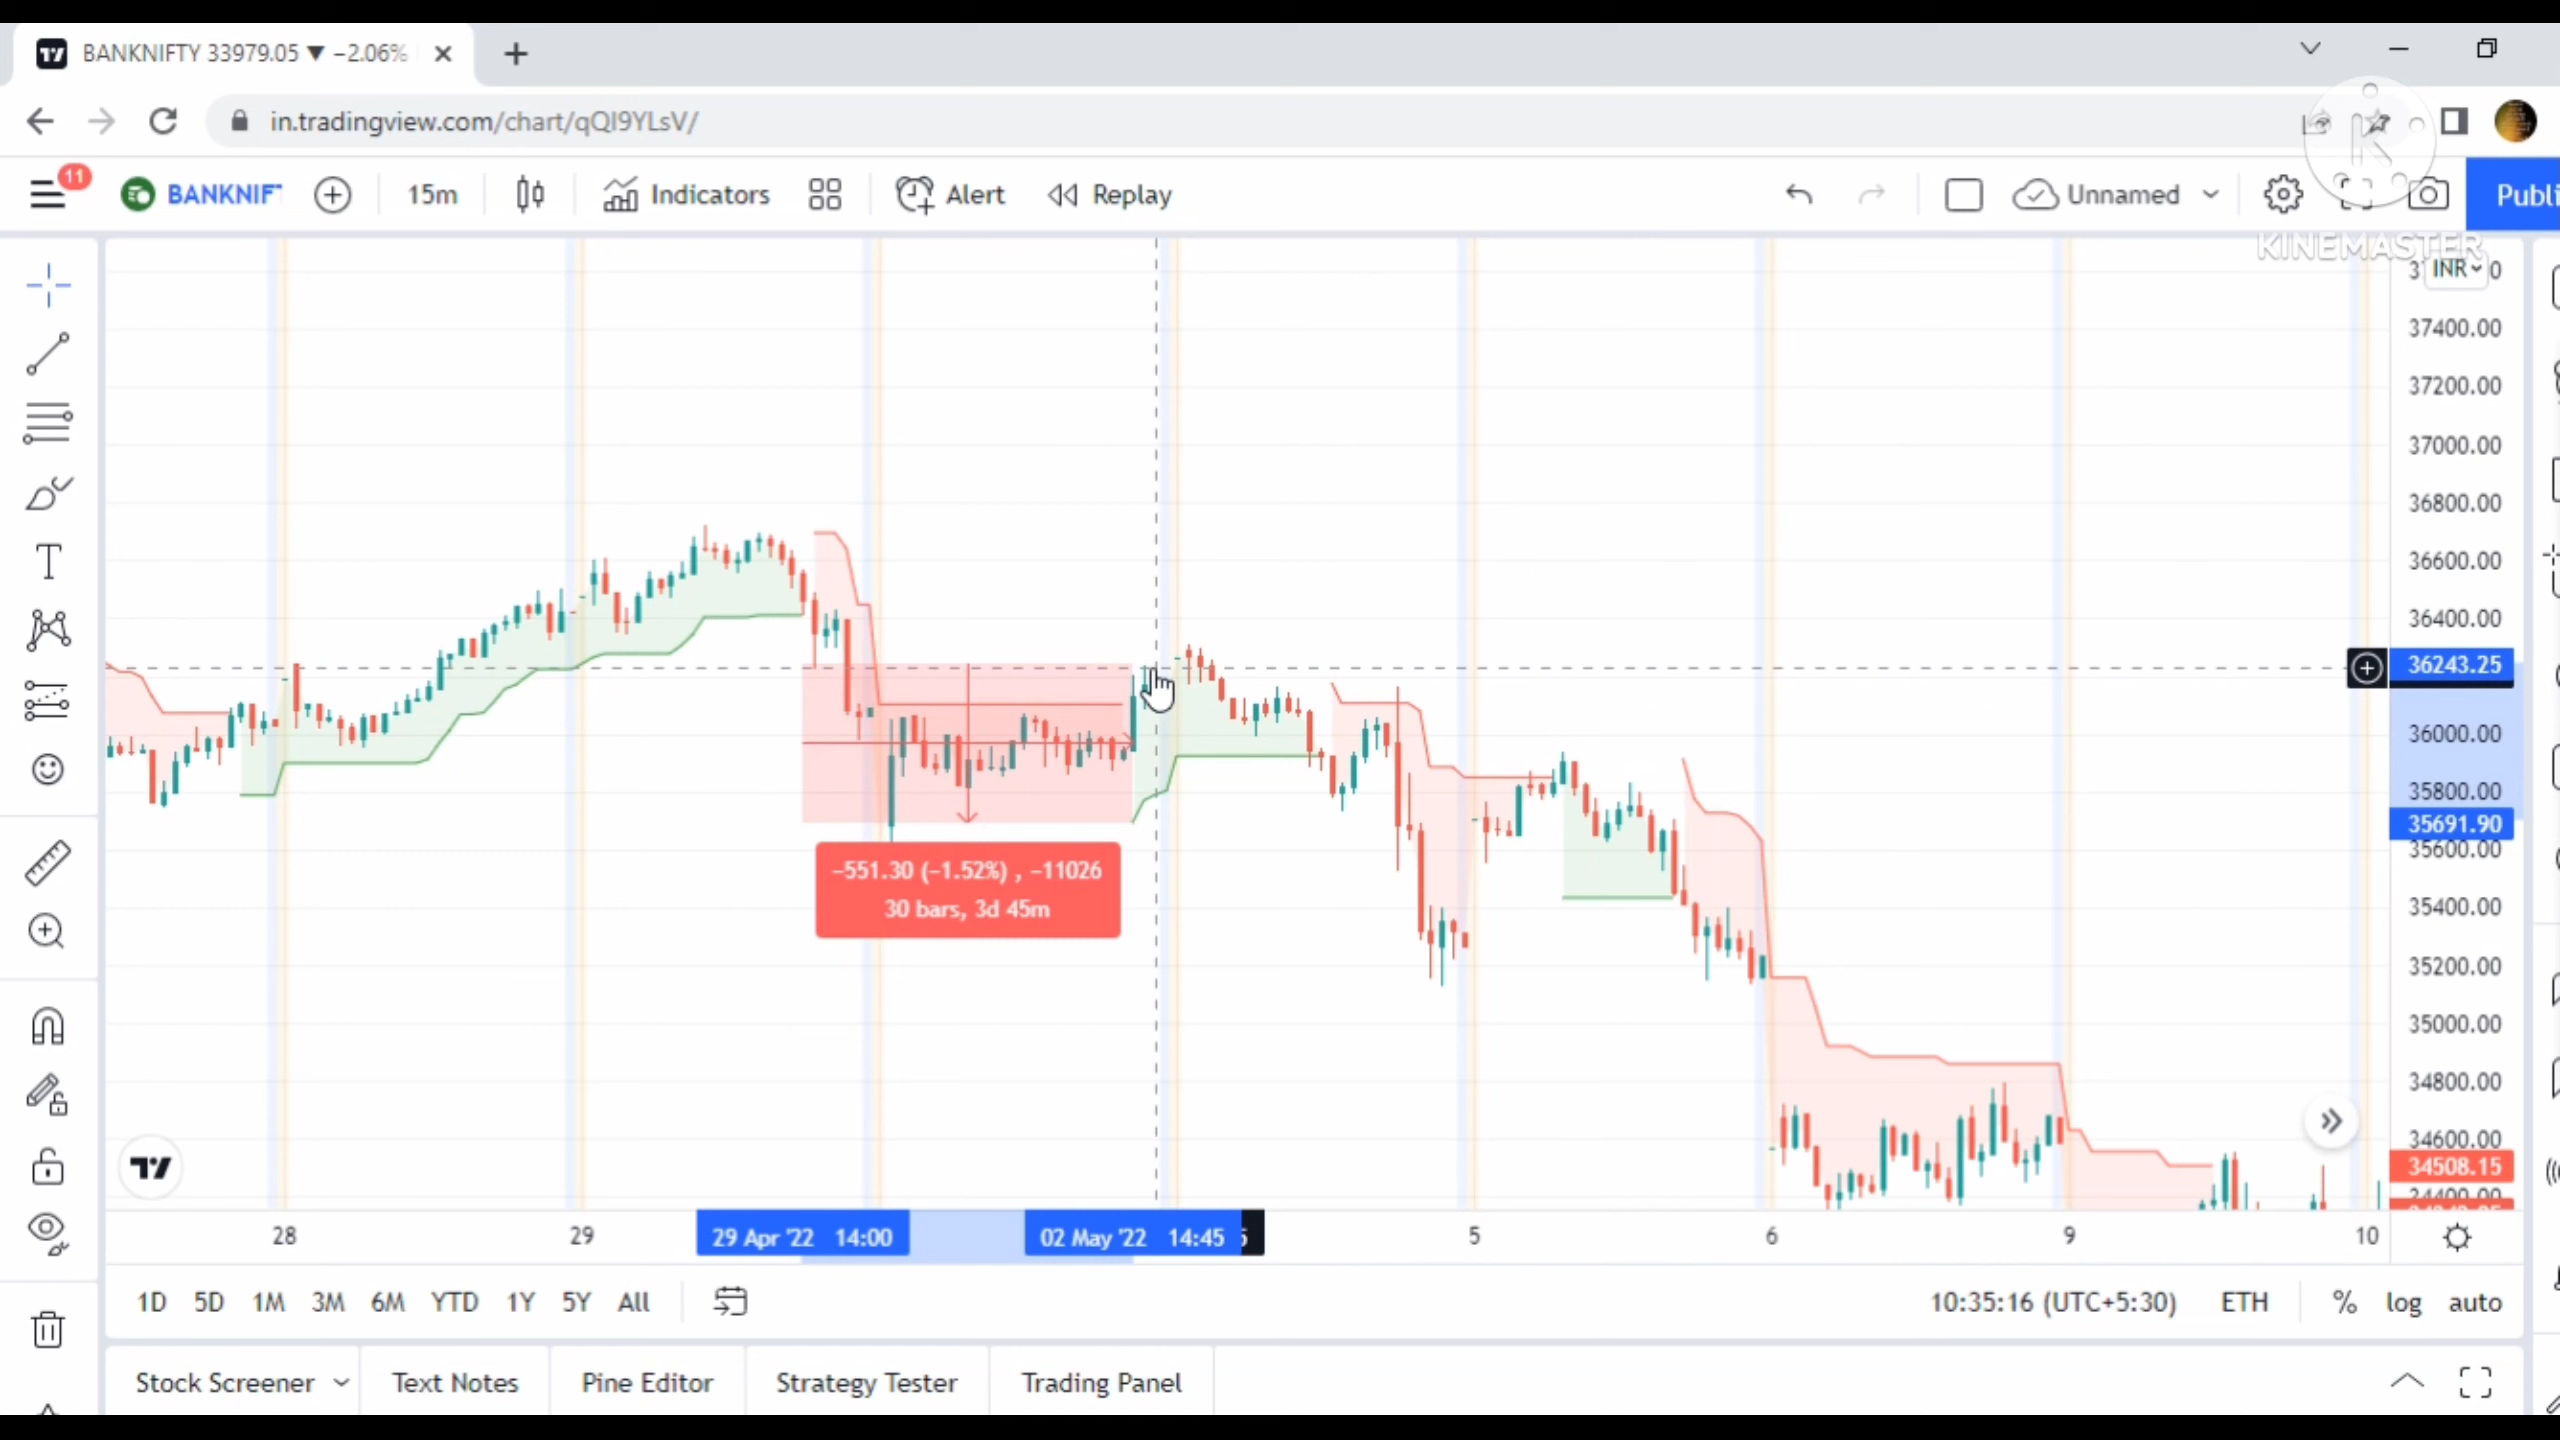 BANKNIFTY 33979.05 ▼ −2.06%
in.tradingview.com/chart/qQI9YLsV/
11
BANKNIF
15m
Indicators
Alert
Replay
Unnamed
Publi
KINEMASTER
INR
37400.00
37200.00
37000.00
36800.00
36600.00
36400.00
36243.25
36000.00
35800.00
35691.90
35600.00
35400.00
35200.00
35000.00
34800.00
34600.00
34508.15
−551.30 (−1.52%) , −11026
30 bars, 3d 45m
28 29 29 Apr '22 14:00 02 May '22 14:45 5 6 9 10
1D 5D 1M 3M 6M YTD 1Y 5Y All
10:35:16 (UTC+5:30) ETH % log auto
Stock Screener Text Notes Pine Editor Strategy Tester Trading Panel